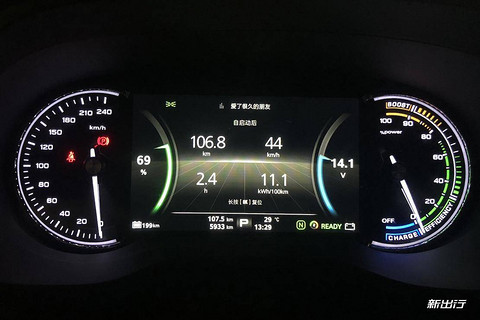 爱了很久的朋友
自启动后
106.8 km
44 km/h
69 %
14.1 V
2.4 h
11.1 kWh/100km
长按 复位
199km
107.5 km
5933 km
P
29 ℃
13:29
N
READY
240
220
200
180
160
140
120
100
80
60
40
20
0
km/h
BOOST
100
%power
80
60
40
20
0
OFF
CHARGE
EFFICIENCY
新出行